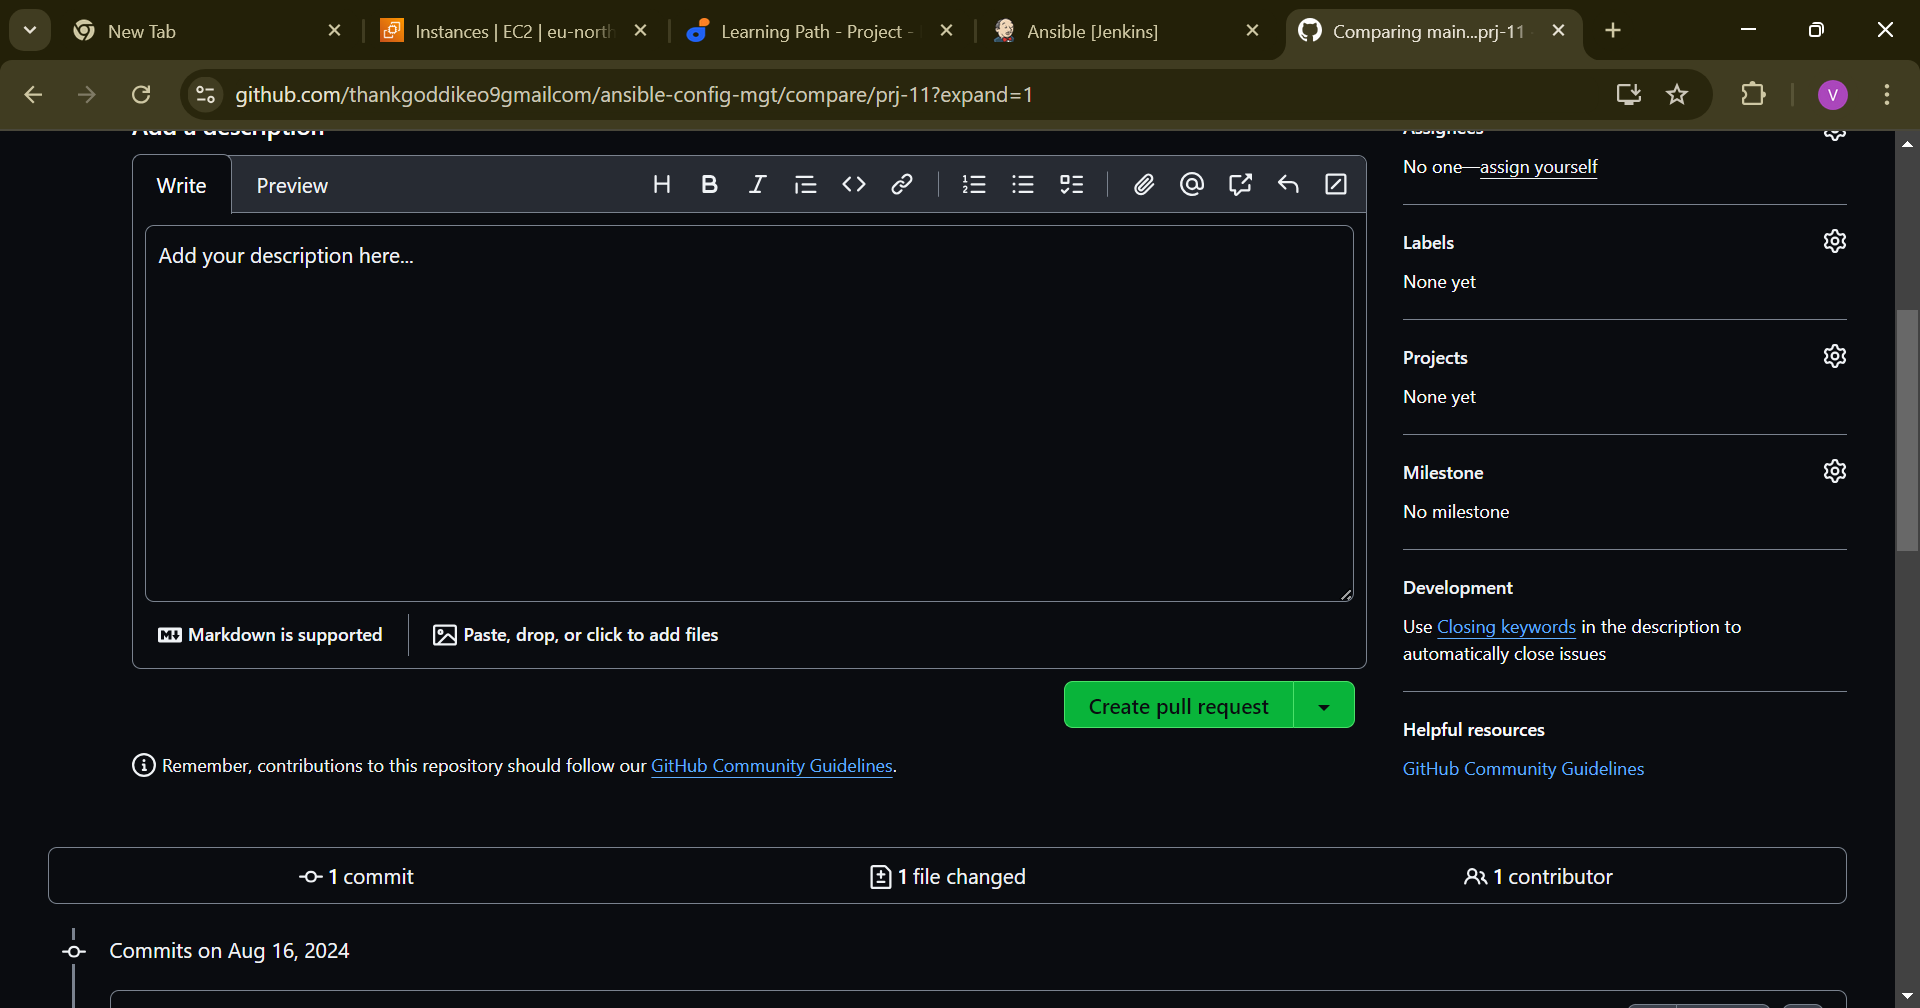 New Tab
Instances | EC2 | eu-north
Learning Path - Project -
Ansible [Jenkins]
Comparing main...prj-11
github.com/thankgoddikeo9gmailcom/ansible-config-mgt/compare/prj-11?expand=1
V
Add a description
Assignees
No one—assign yourself
Write
Preview
Add your description here...
Labels
None yet
Projects
None yet
Milestone
No milestone
Development
Use Closing keywords in the description to
automatically close issues
Markdown is supported
Paste, drop, or click to add files
Create pull request
Helpful resources
GitHub Community Guidelines
Remember, contributions to this repository should follow our GitHub Community Guidelines.
1 commit
1 file changed
1 contributor
Commits on Aug 16, 2024